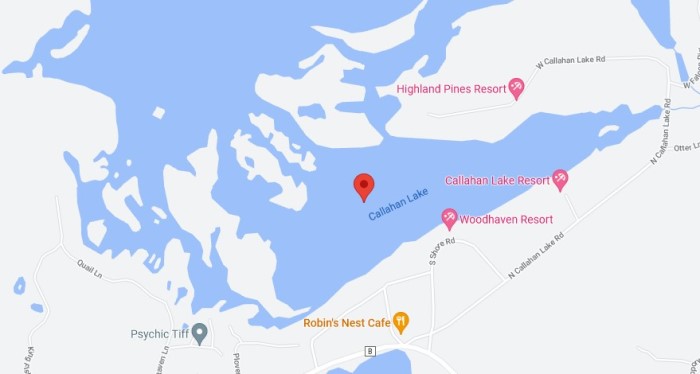 W Callahan Lake Rd
Highland Pines Resort
N Callahan Lake Rd
Otter Ln
Callahan Lake Resort
Callahan Lake
Woodhaven Resort
S Shore Rd
N Callahan Lake Rd
Quail Ln
Robin's Nest Cafe
Psychic Tiff
B